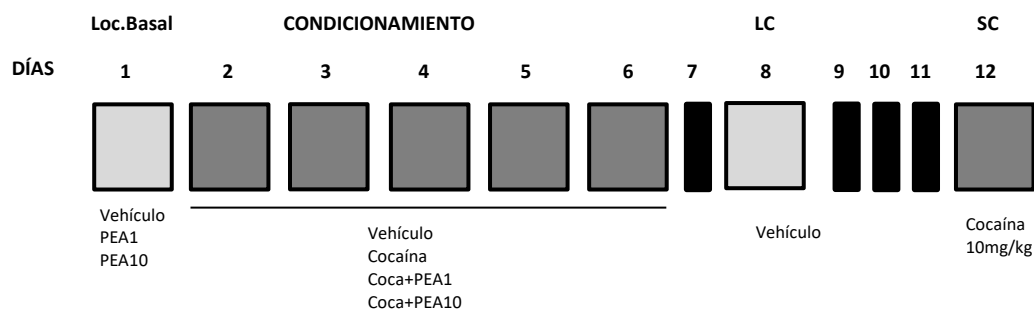 Loc.Basal CONDICIONAMIENTO LC SC
DÍAS 1 2 3 4 5 6 7 8 9 10 11 12
Vehículo
PEA1
PEA10
Vehículo
Cocaína
Coca+PEA1
Coca+PEA10
Vehículo
Cocaína
10mg/kg